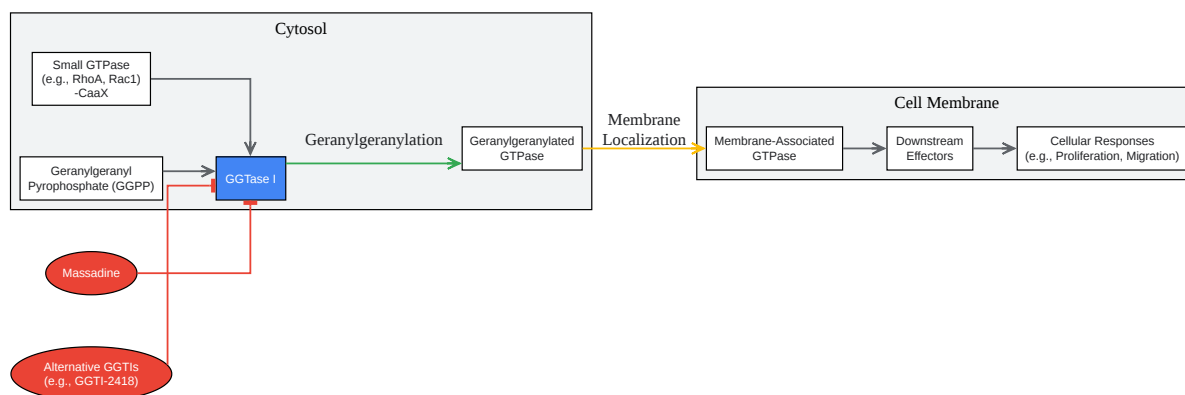 Cytosol
Small GTPase
(e.g., RhoA, Rac1)
-CaaX
Geranylgeranyl
Pyrophosphate (GGPP)
GGTase I
Geranylgeranylation
Geranylgeranylated
GTPase
Membrane
Localization
Cell Membrane
Membrane-Associated
GTPase
Downstream
Effectors
Cellular Responses
(e.g., Proliferation, Migration)
Massadine
Alternative GGTIs
(e.g., GGTI-2418)